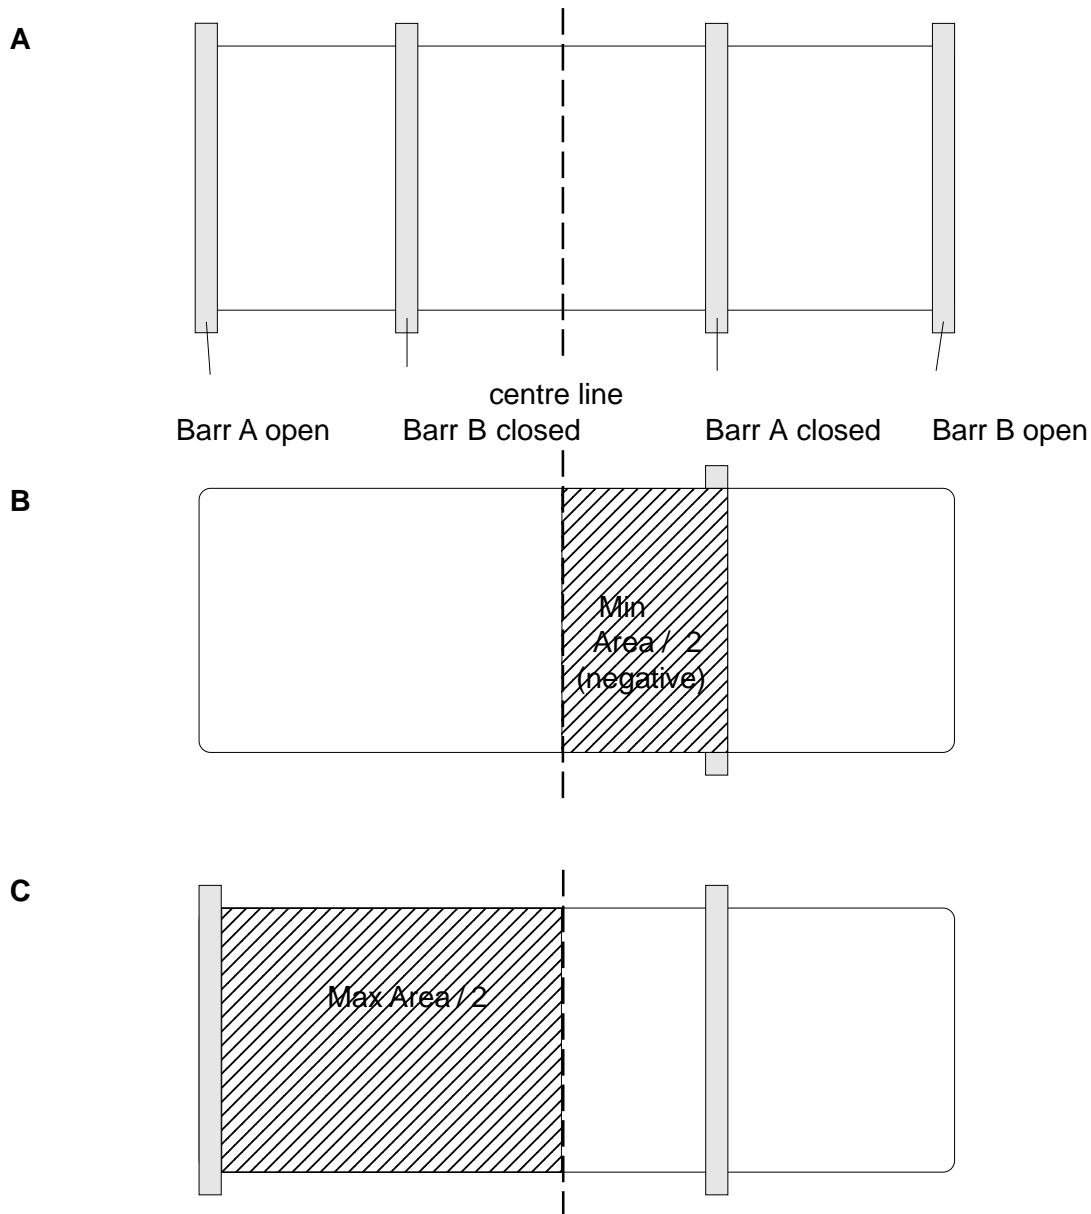 A
centre line
Barr A open Barr B closed Barr A closed Barr B open
B
Min
Area / 2
(negative)
C
Max Area / 2